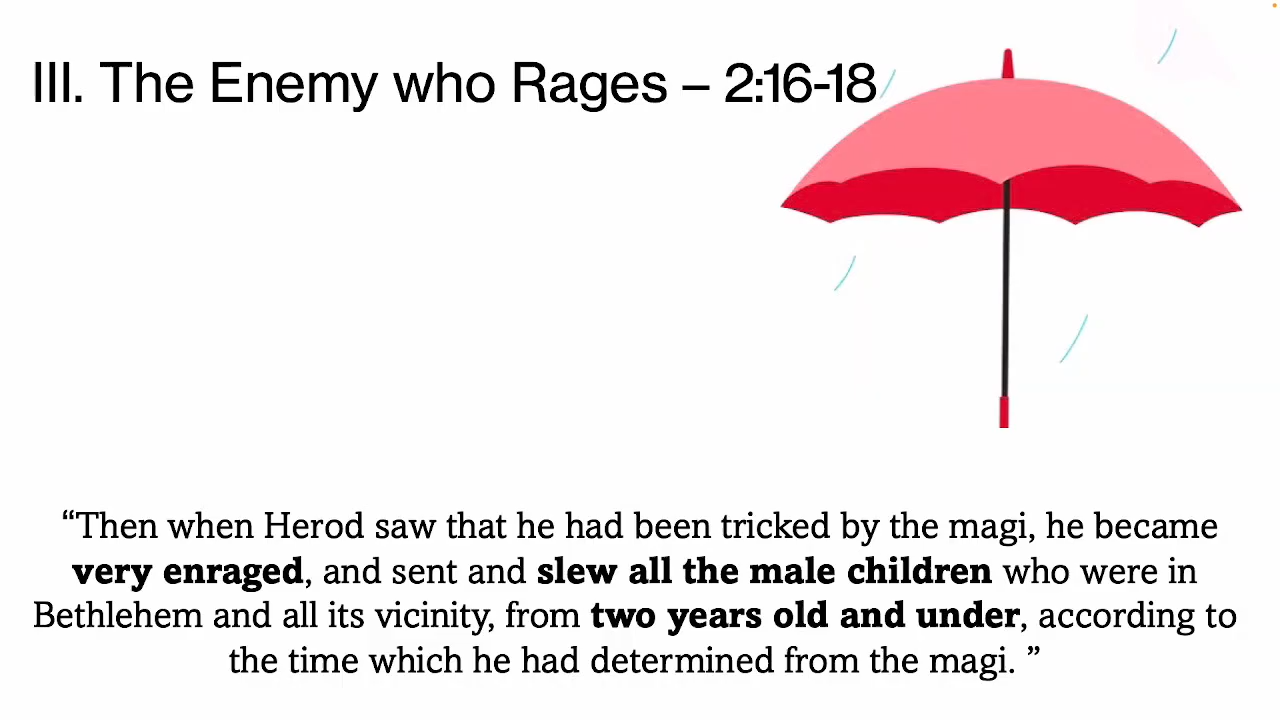 III. The Enemy who Rages – 2:16-18
“Then when Herod saw that he had been tricked by the magi, he became
very enraged, and sent and slew all the male children who were in
Bethlehem and all its vicinity, from two years old and under, according to
the time which he had determined from the magi. ”